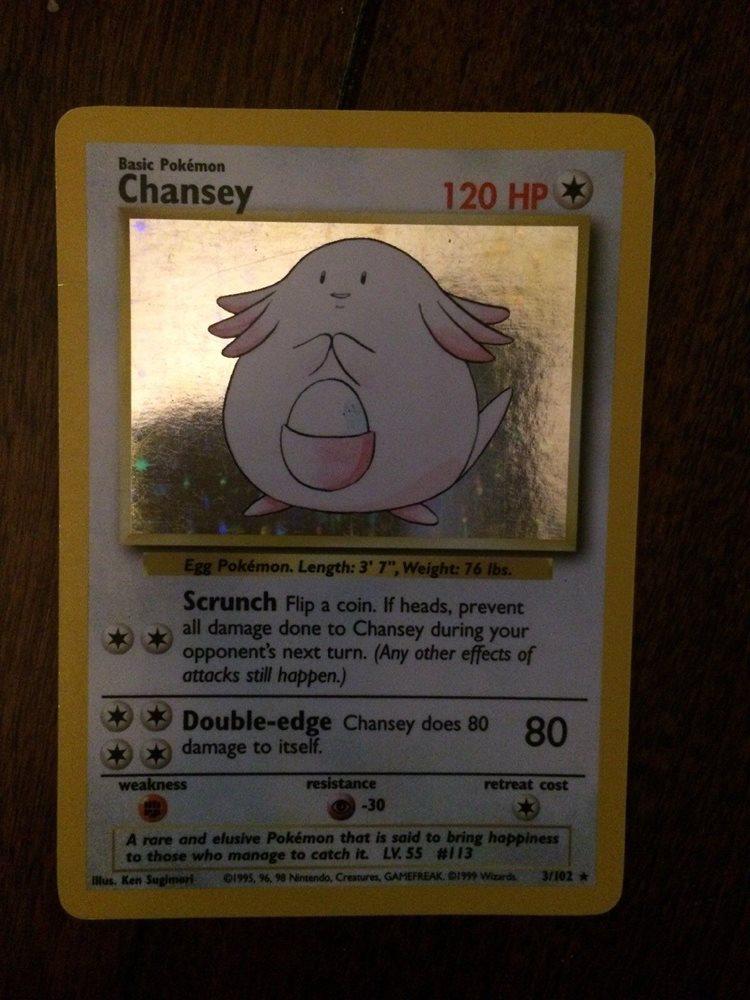 Basic Pokémon
Chansey
120 HP
Egg Pokémon. Length: 3' 7", Weight: 76 lbs.
Scrunch Flip a coin. If heads, prevent
all damage done to Chansey during your
opponent's next turn. (Any other effects of
attacks still happen.)
Double-edge Chansey does 80
damage to itself.
80
weakness
resistance
retreat cost
-30
A rare and elusive Pokémon that is said to bring happiness
to those who manage to catch it. LV. 55 #113
Illus. Ken Sugimori ©1995, 96, 98 Nintendo, Creatures, GAMEFREAK. ©1999 Wizards. 3/102 ★